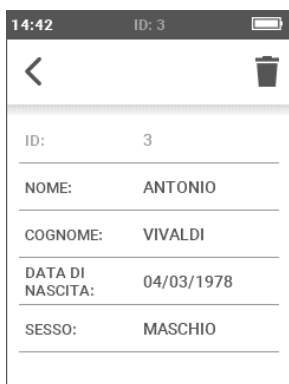 14:42 ID: 3
ID: 3
NOME: ANTONIO
COGNOME: VIVALDI
DATA DI
NASCITA: 04/03/1978
SESSO: MASCHIO